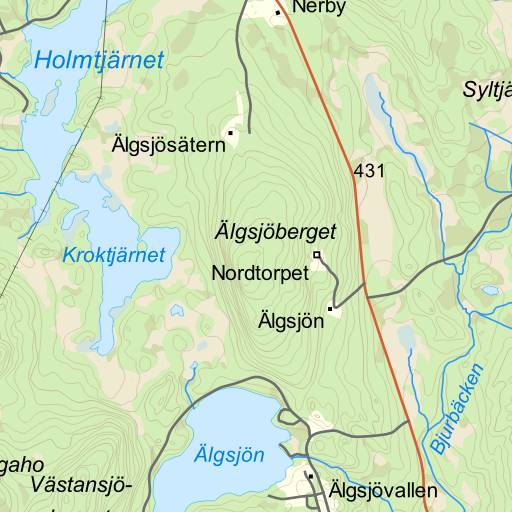 Nerby
Holmtjärnet
Syltjä
Älgsjösätern
431
Älgsjöberget
Kroktjärnet
Nordtorpet
Älgsjön
Bjurbäcken
Älgsjön
gaho
Västansjö-
Älgsjövallen